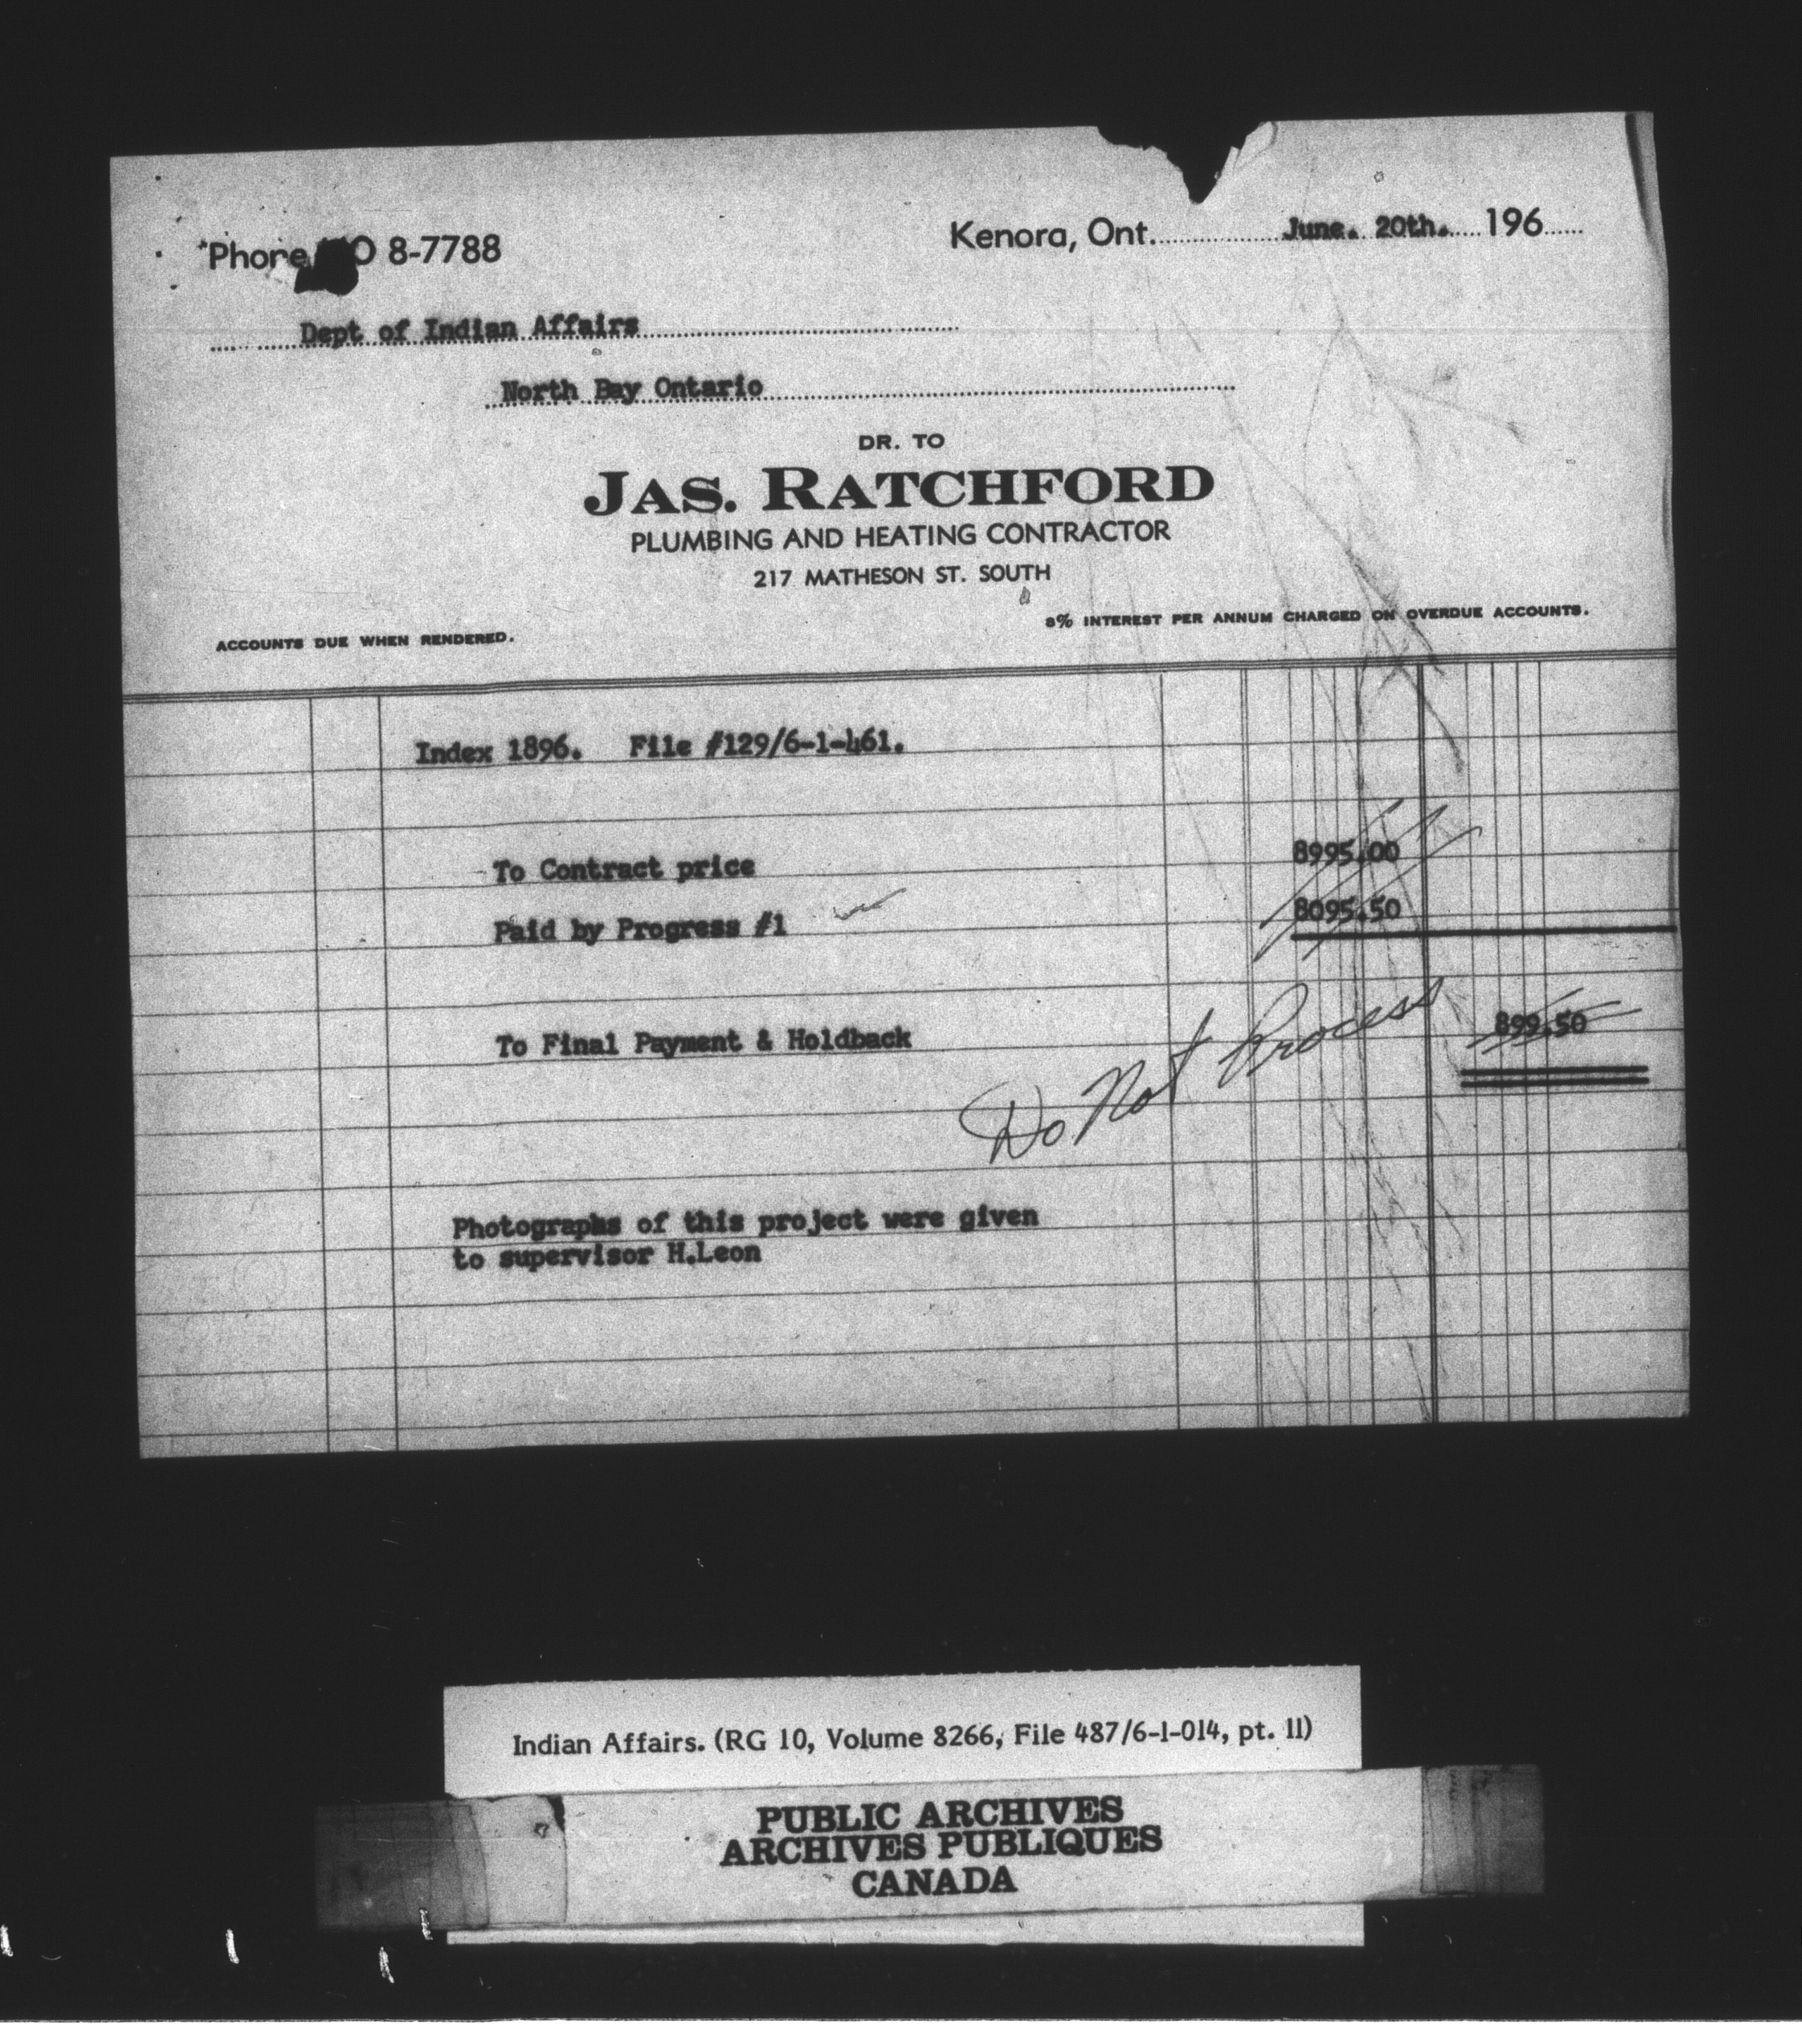 Phone O 8-7788
Kenora, Ont. June. 20th. 196
Dept of Indian Affairs
North Bay Ontario
DR. TO
JAS. RATCHFORD
PLUMBING AND HEATING CONTRACTOR
217 MATHESON ST. SOUTH
ACCOUNTS DUE WHEN RENDERED.
8% INTEREST PER ANNUM CHARGED ON OVERDUE ACCOUNTS.
Index 1896. File #129/6-1-461.
To Contract price 8995.00
Paid by Progress #1 8095.50
To Final Payment & Holdback 899.50
Do Not Process
Photographs of this project were given
to supervisor H.Leon
Indian Affairs. (RG 10, Volume 8266, File 487/6-1-014, pt. 11)
PUBLIC ARCHIVES
ARCHIVES PUBLIQUES
CANADA